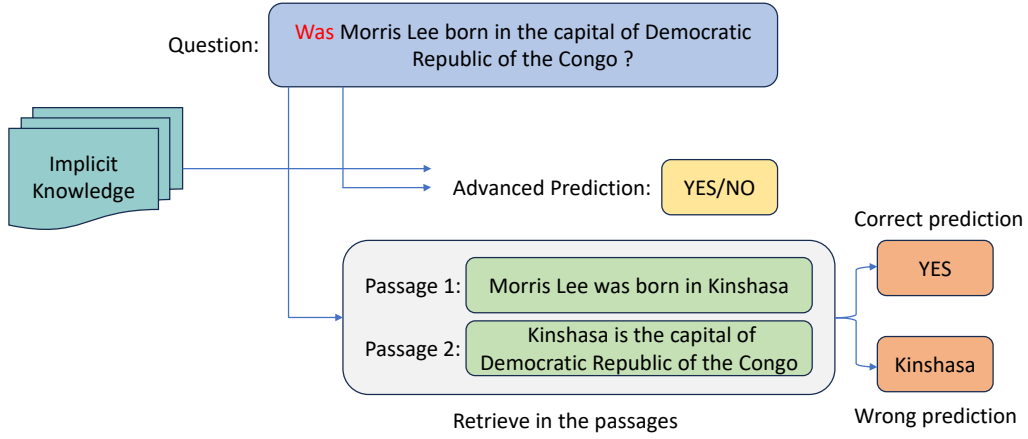 Question:
Was Morris Lee born in the capital of Democratic
Republic of the Congo ?
Implicit
Knowledge
Advanced Prediction:
YES/NO
Correct prediction
YES
Passage 1:
Morris Lee was born in Kinshasa
Passage 2:
Kinshasa is the capital of
Democratic Republic of the Congo
Kinshasa
Wrong prediction
Retrieve in the passages